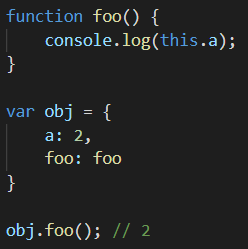 function foo() {
    console.log(this.a);
}

var obj = {
    a: 2,
    foo: foo
}

obj.foo(); // 2